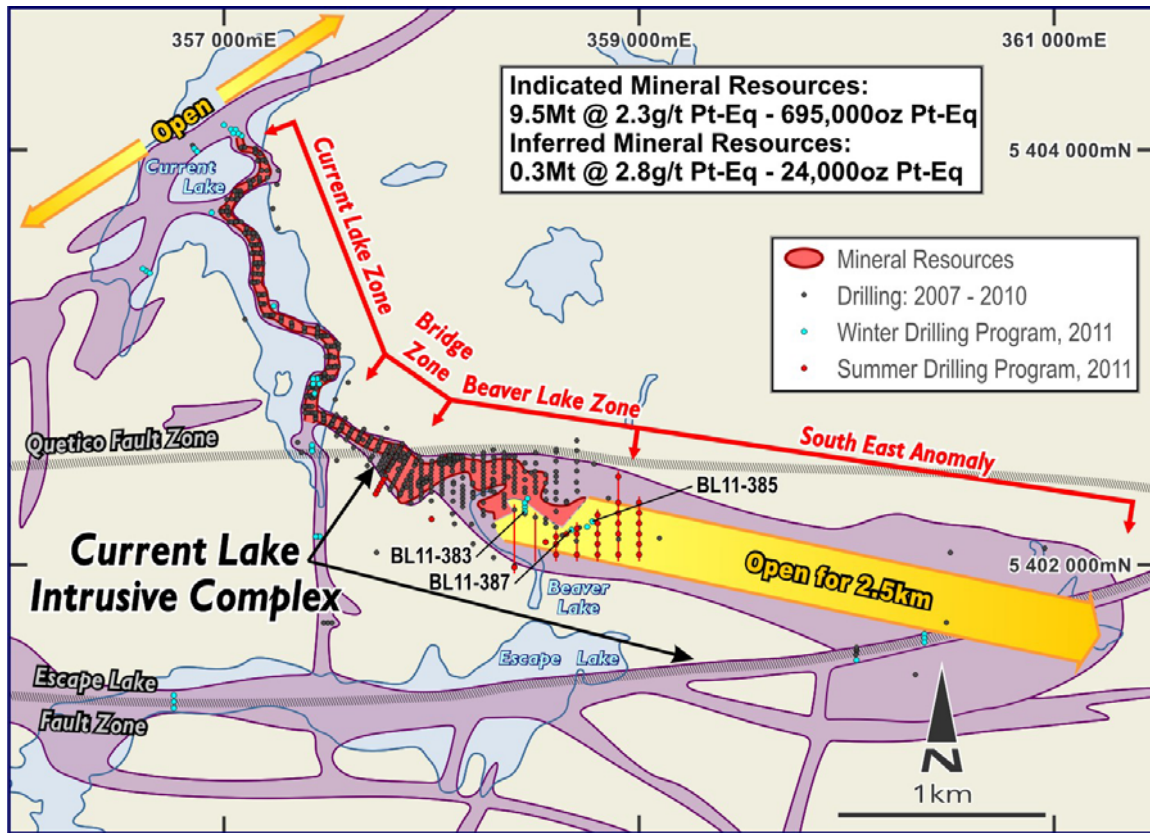 357 000mE
359 000mE
361 000mE
Indicated Mineral Resources:
9.5Mt @ 2.3g/t Pt-Eq - 695,000oz Pt-Eq
Inferred Mineral Resources:
0.3Mt @ 2.8g/t Pt-Eq - 24,000oz Pt-Eq
Open
5 404 000mN
Current
Lake
Current Lake Zone
Mineral Resources
Drilling: 2007 - 2010
Winter Drilling Program, 2011
Summer Drilling Program, 2011
Bridge
Zone
Beaver Lake Zone
South East Anomaly
Quetico Fault Zone
BL11-385
BL11-383
BL11-387
Current Lake
Intrusive Complex
Open for 2.5km
5 402 000mN
Beaver
Lake
Escape Lake
Escape Lake
Fault Zone
N
1km